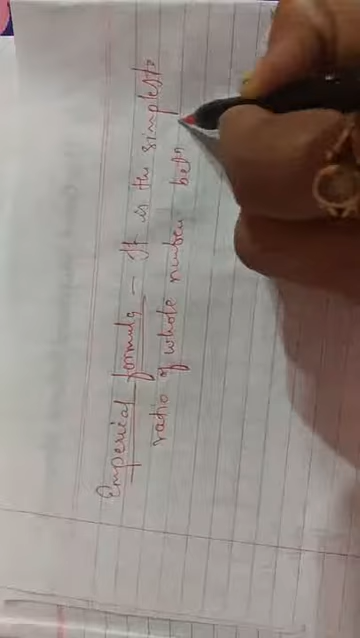 Emperical formula - It is the simplest
ratio of whole number betn